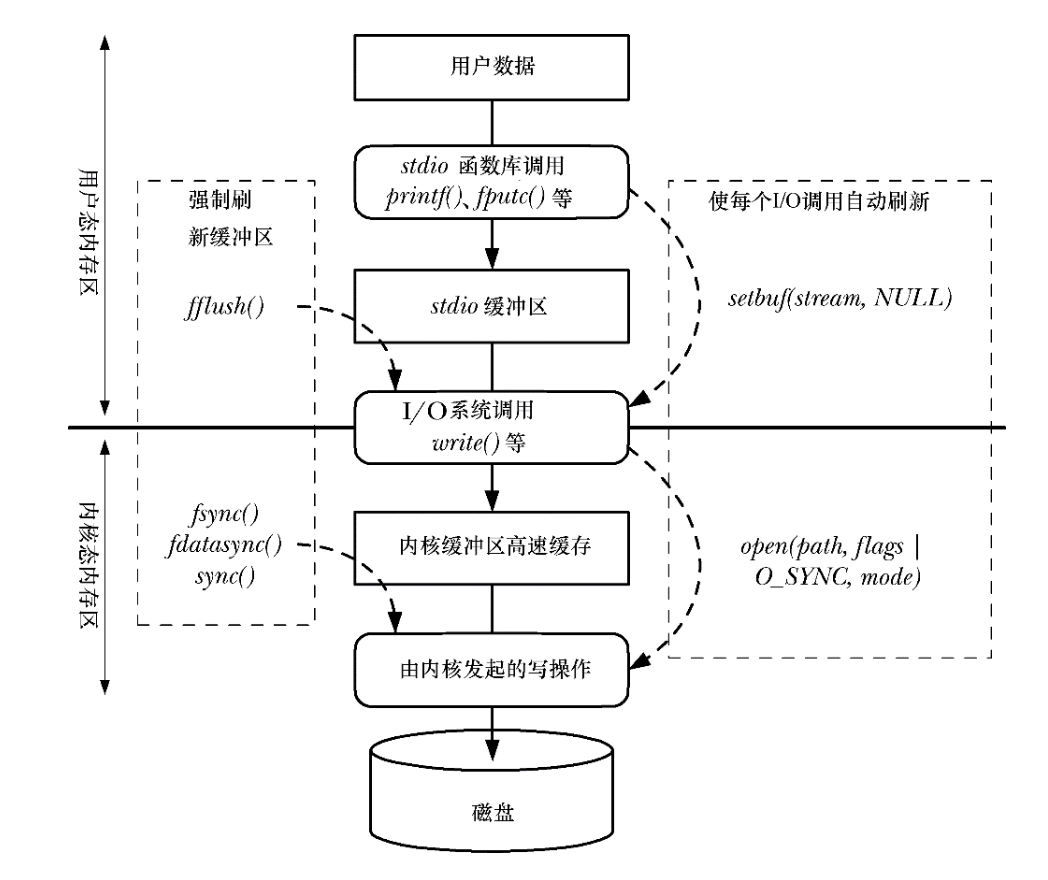 用户数据
stdio 函数库调用
printf()、fputc() 等
用户态内存区
强制刷
新缓冲区
fflush()
stdio 缓冲区
使每个I/O调用自动刷新
setbuf(stream, NULL)
I/O系统调用
write() 等
内核态内存区
fsync()
fdatasync()
sync()
内核缓冲区高速缓存
open(path, flags |
O_SYNC, mode)
由内核发起的写操作
磁盘